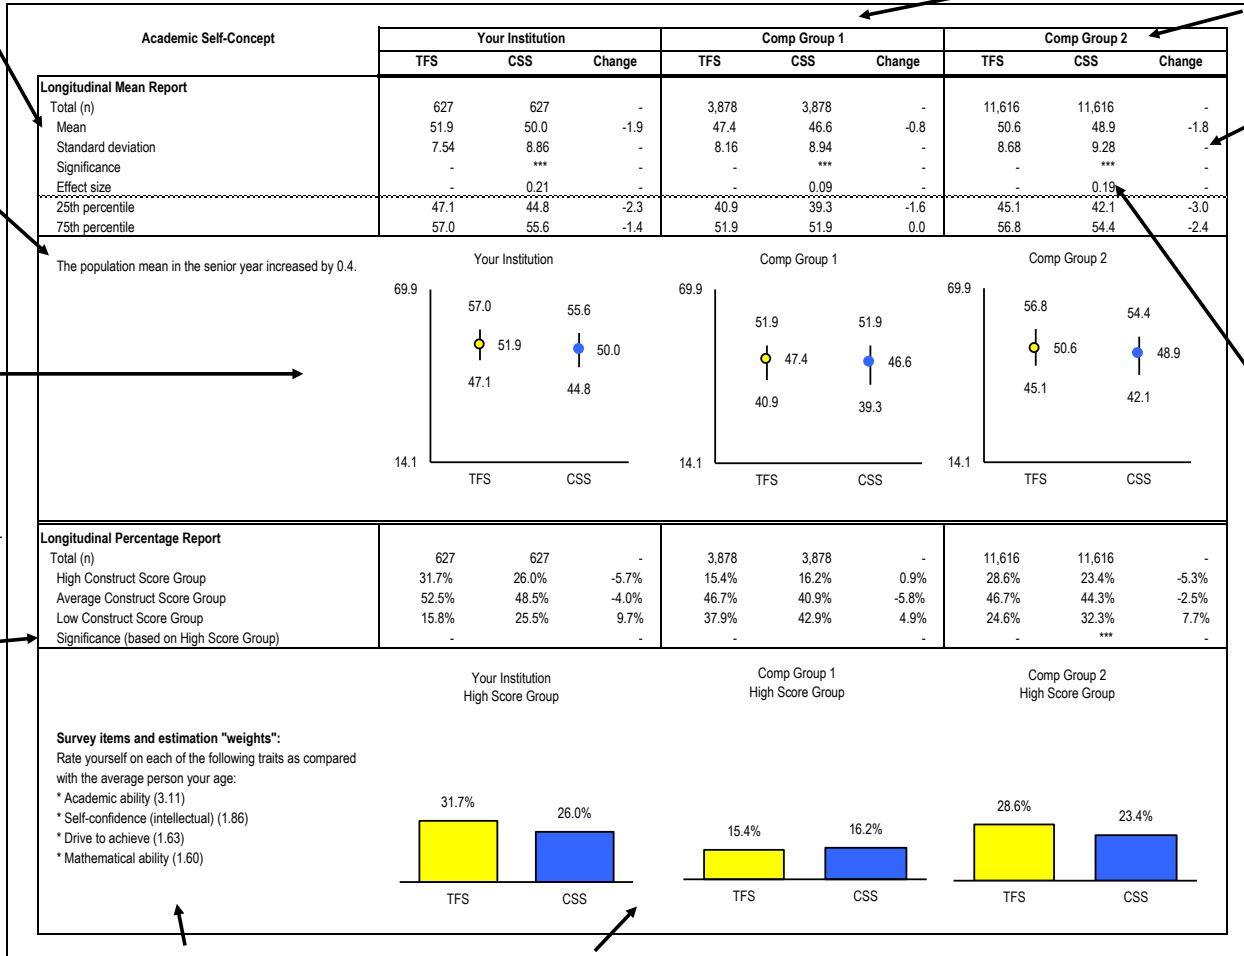 Academic Self-Concept Your Institution Comp Group 1 Comp Group 2
TFS CSS Change TFS CSS Change TFS CSS Change
Longitudinal Mean Report
Total (n) 627 627 - 3,878 3,878 - 11,616 11,616 -
Mean 51.9 50.0 -1.9 47.4 46.6 -0.8 50.6 48.9 -1.8
Standard deviation 7.54 8.86 - 8.16 8.94 - 8.68 9.28 -
Significance - *** - - *** - - *** -
Effect size - 0.21 - - 0.09 - - 0.19 -
25th percentile 47.1 44.8 -2.3 40.9 39.3 -1.6 45.1 42.1 -3.0
75th percentile 57.0 55.6 -1.4 51.9 51.9 0.0 56.8 54.4 -2.4
The population mean in the senior year increased by 0.4.
Your Institution
69.9
57.0 55.6
51.9 50.0
47.1 44.8
14.1
TFS CSS
Comp Group 1
69.9
51.9 51.9
47.4 46.6
40.9 39.3
14.1
TFS CSS
Comp Group 2
69.9
56.8 54.4
50.6 48.9
45.1 42.1
14.1
TFS CSS
Longitudinal Percentage Report
Total (n) 627 627 - 3,878 3,878 - 11,616 11,616 -
High Construct Score Group 31.7% 26.0% -5.7% 15.4% 16.2% 0.9% 28.6% 23.4% -5.3%
Average Construct Score Group 52.5% 48.5% -4.0% 46.7% 40.9% -5.8% 46.7% 44.3% -2.5%
Low Construct Score Group 15.8% 25.5% 9.7% 37.9% 42.9% 4.9% 24.6% 32.3% 7.7%
Significance (based on High Score Group) - - - - - *** -
Survey items and estimation "weights":
Rate yourself on each of the following traits as compared
with the average person your age:
* Academic ability (3.11)
* Self-confidence (intellectual) (1.86)
* Drive to achieve (1.63)
* Mathematical ability (1.60)
Your Institution
High Score Group
31.7% 26.0%
TFS CSS
Comp Group 1
High Score Group
15.4% 16.2%
TFS CSS
Comp Group 2
High Score Group
28.6% 23.4%
TFS CSS